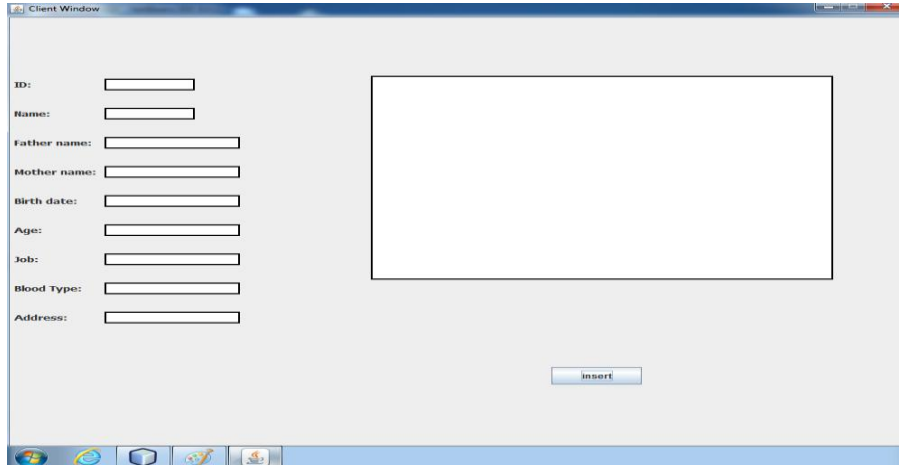 Client Window
ID:
Name:
Father name:
Mother name:
Birth date:
Age:
Job:
Blood Type:
Address:
insert